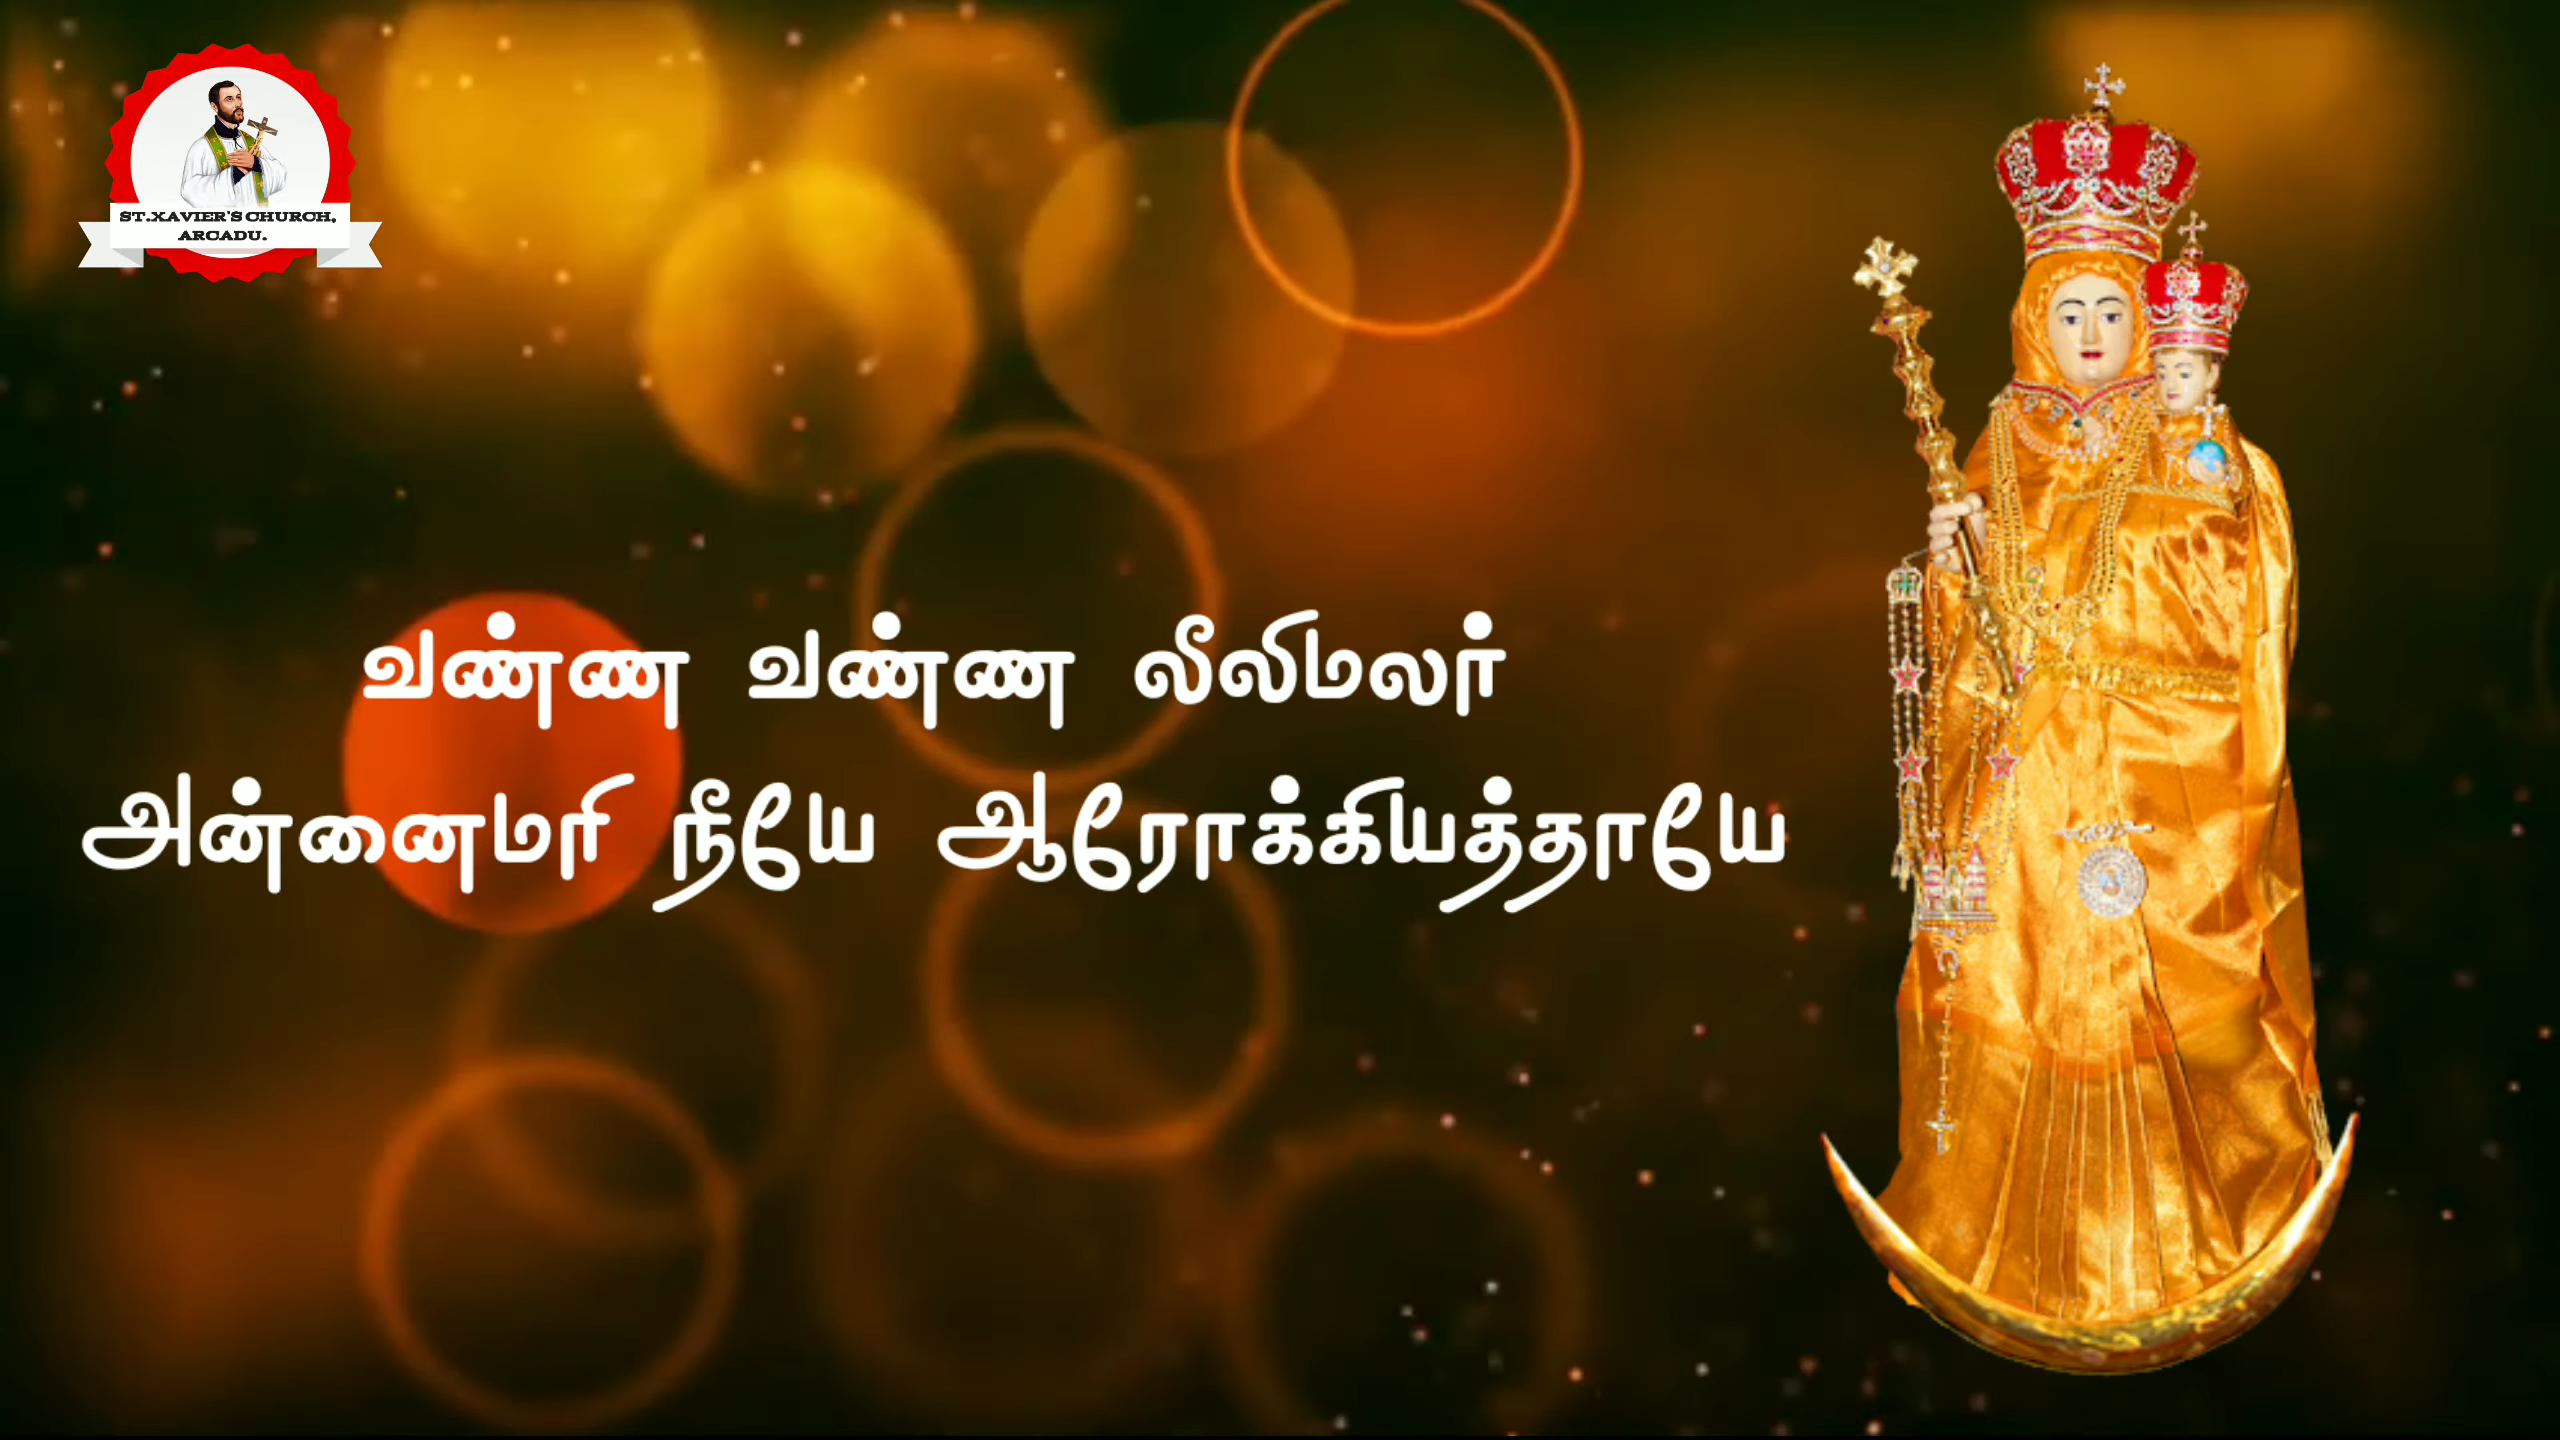 ST.XAVIER'S CHURCH,
ARCADU.
வண்ண வண்ண லீலிமலர்
அன்னைமரி நீயே ஆரோக்கியத்தாயே